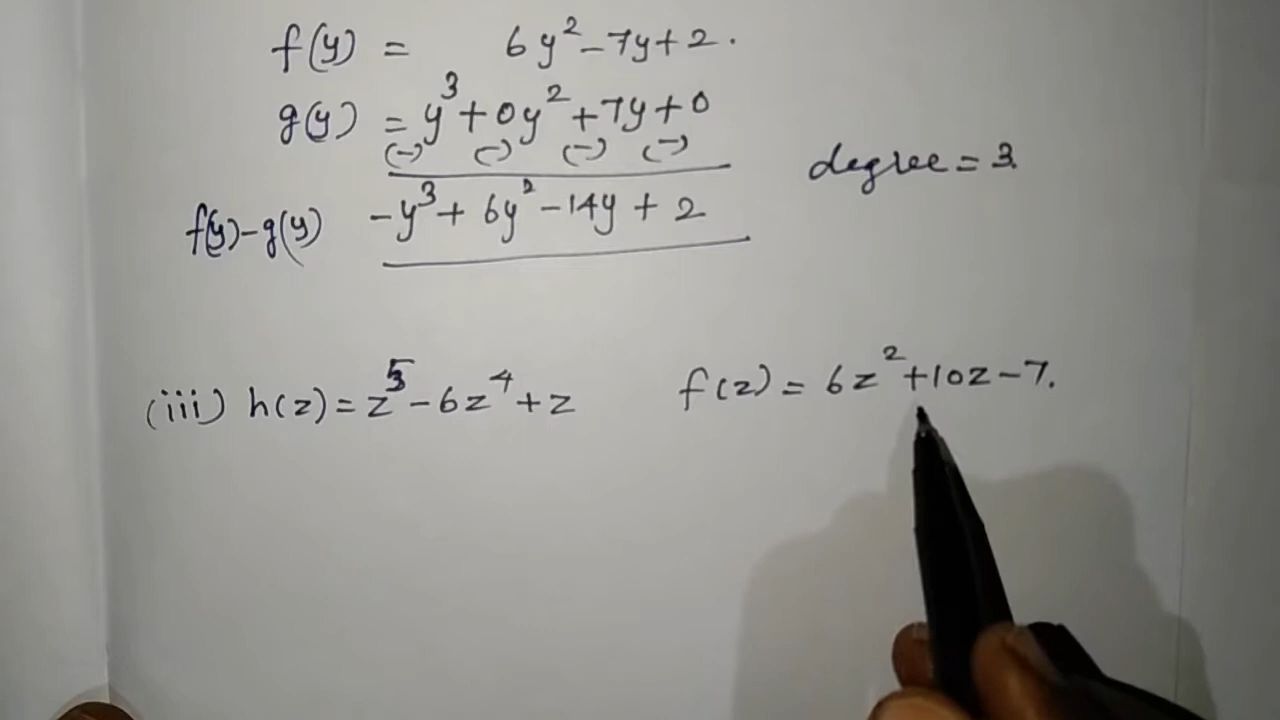 f(y) = 6y² - 7y + 2.
g(y) = y³ + 0y² + 7y + 0
(-) (-) (-) (-)
degree = 3
f(y) - g(y) -y³ + 6y² - 14y + 2
(iii) h(z) = z⁵ - 6z⁴ + z f(z) = 6z² + 10z - 7.